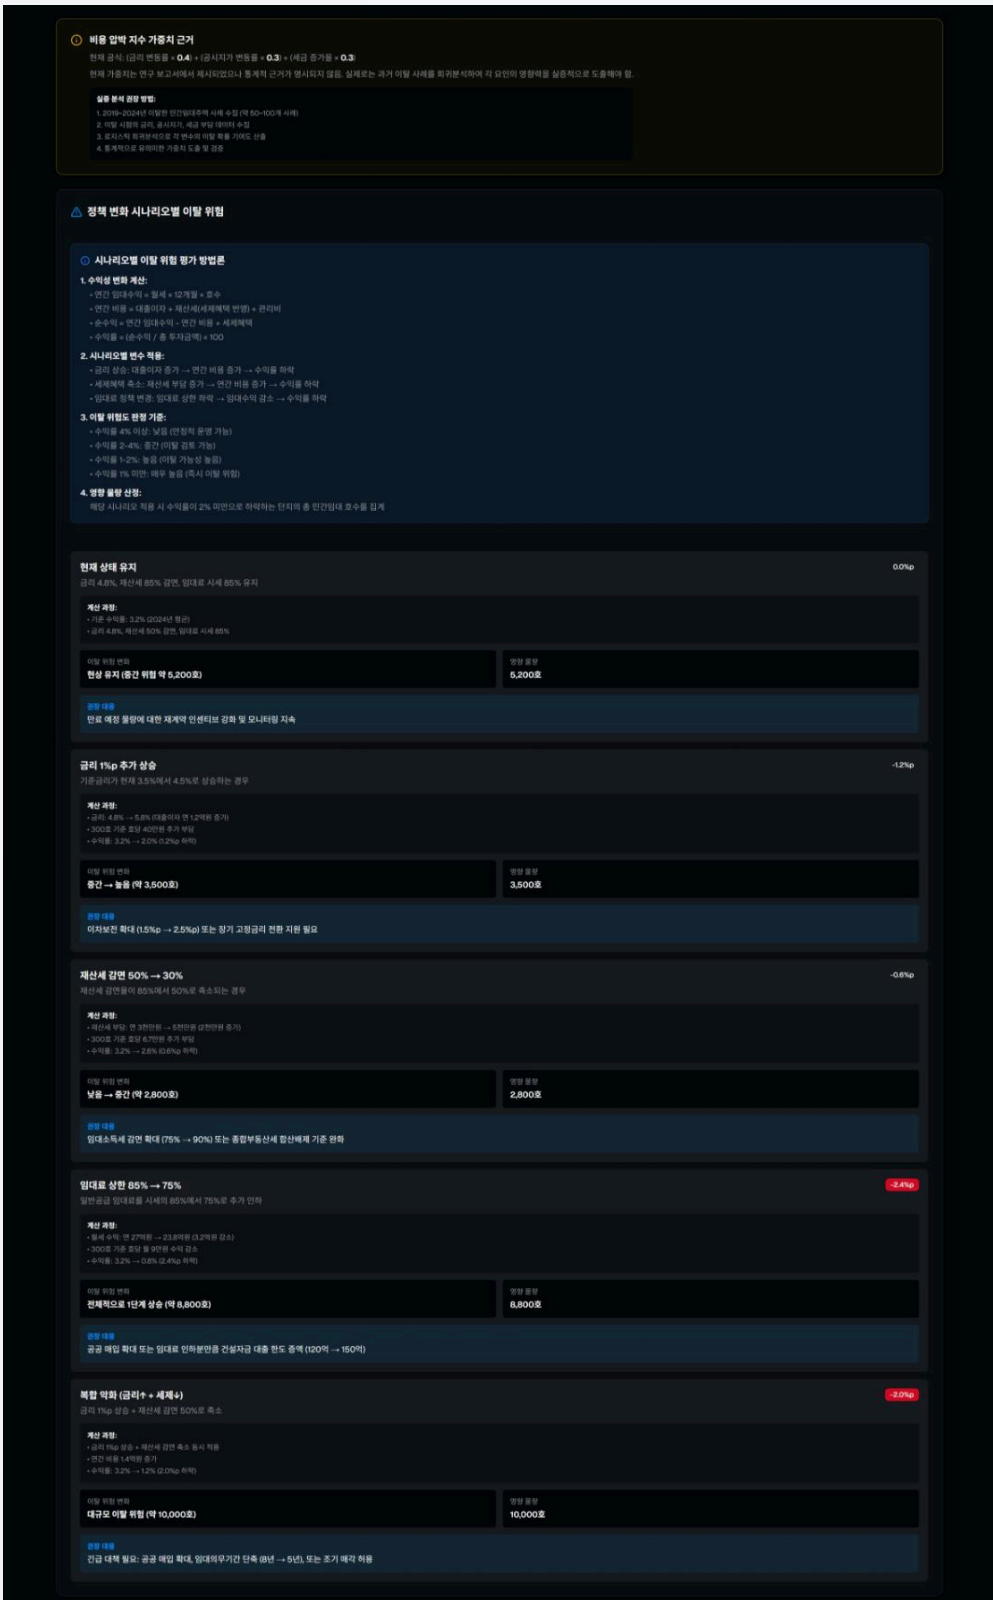 비용 압박 지수 가중치 근거
현재 공식: (금리 변동률 × 0.4) + (공시지가 변동률 × 0.3) + (세금 증가율 × 0.3)
현재 가중치는 연구 보고서에서 제시되었으나 통계적 근거가 명시되지 않음. 실제로는 과거 이탈 사례를 회귀분석하여 각 요인의 영향력을 실증적으로 도출해야 함.
실증 분석 권장 방법:
1. 2019-2024년 이탈한 민간임대주택 사례 수집 (약 50-100개 사례)
2. 이탈 시점의 금리, 공시지가, 세금 부담 데이터 수집
3. 로지스틱 회귀분석으로 각 변수의 이탈 확률 기여도 산출
4. 통계적으로 유의미한 가중치 도출 및 검증
정책 변화 시나리오별 이탈 위험
시나리오별 이탈 위험 평가 방법론
1. 수익성 변화 계산:
• 연간 임대수익 = 월세 × 12개월 × 호수
• 연간 비용 = 대출이자 + 재산세(세제혜택 반영) + 관리비
• 순수익 = 연간 임대수익 - 연간 비용 + 세제혜택
• 수익률 = (순수익 / 총 투자금액) × 100
2. 시나리오별 변수 적용:
• 금리 상승: 대출이자 증가 → 연간 비용 증가 → 수익률 하락
• 세제혜택 축소: 재산세 부담 증가 → 연간 비용 증가 → 수익률 하락
• 임대료 정책 변경: 임대료 상한 하락 → 임대수익 감소 → 수익률 하락
3. 이탈 위험도 판정 기준:
• 수익률 4% 이상: 낮음 (안정적 운영 가능)
• 수익률 2-4%: 중간 (이탈 검토 가능)
• 수익률 1-2%: 높음 (이탈 가능성 높음)
• 수익률 1% 미만: 매우 높음 (즉시 이탈 위험)
4. 영향 물량 산정:
해당 시나리오 적용 시 수익률이 2% 미만으로 하락하는 단지의 총 민간임대 호수를 집계
현재 상태 유지 0.0%p
금리 4.8%, 재산세 85% 감면, 임대료 시세 85% 유지
계산 과정:
• 기준 수익률: 3.2% (2024년 평균)
• 금리 4.8%, 재산세 50% 감면, 임대료 시세 85%
이탈 위험 변화
현상 유지 (중간 위험 약 5,200호)
영향 물량
5,200호
권장 대응
만료 예정 물량에 대한 재계약 인센티브 강화 및 모니터링 지속
금리 1%p 추가 상승 -1.2%p
기준금리가 현재 3.5%에서 4.5%로 상승하는 경우
계산 과정:
• 금리: 4.8% → 5.8% (대출이자 연 1.2억원 증가)
• 300호 기준 호당 40만원 추가 부담
• 수익률: 3.2% → 2.0% (1.2%p 하락)
이탈 위험 변화
중간 → 높음 (약 3,500호)
영향 물량
3,500호
권장 대응
이차보전 확대 (1.5%p → 2.5%p) 또는 장기 고정금리 전환 지원 필요
재산세 감면 50% → 30% -0.6%p
재산세 감면율이 85%에서 50%로 축소되는 경우
계산 과정:
• 재산세 부담: 연 3천만원 → 5천만원 (2천만원 증가)
• 300호 기준 호당 6.7만원 추가 부담
• 수익률: 3.2% → 2.6% (0.6%p 하락)
이탈 위험 변화
낮음 → 중간 (약 2,800호)
영향 물량
2,800호
권장 대응
임대소득세 감면 확대 (75% → 90%) 또는 종합부동산세 합산배제 기준 완화
임대료 상한 85% → 75% -2.4%p
일반공급 임대료를 시세의 85%에서 75%로 추가 인하
계산 과정:
• 월세 수익: 연 27억원 → 23.8억원 (3.2억원 감소)
• 300호 기준 호당 월 9만원 수익 감소
• 수익률: 3.2% → 0.8% (2.4%p 하락)
이탈 위험 변화
전체적으로 1단계 상승 (약 8,800호)
영향 물량
8,800호
권장 대응
공공 매입 확대 또는 임대료 인하분만큼 건설자금 대출 한도 증액 (120억 → 150억)
복합 악화 (금리↑ + 세제↓) -2.0%p
금리 1%p 상승 + 재산세 감면 50%로 축소
계산 과정:
• 금리 1%p 상승 + 재산세 감면 축소 동시 적용
• 연간 비용 1.4억원 증가
• 수익률: 3.2% → 1.2% (2.0%p 하락)
이탈 위험 변화
대규모 이탈 위험 (약 10,000호)
영향 물량
10,000호
권장 대응
긴급 대책 필요: 공공 매입 확대, 임대의무기간 단축 (8년 → 5년), 또는 조기 매각 허용